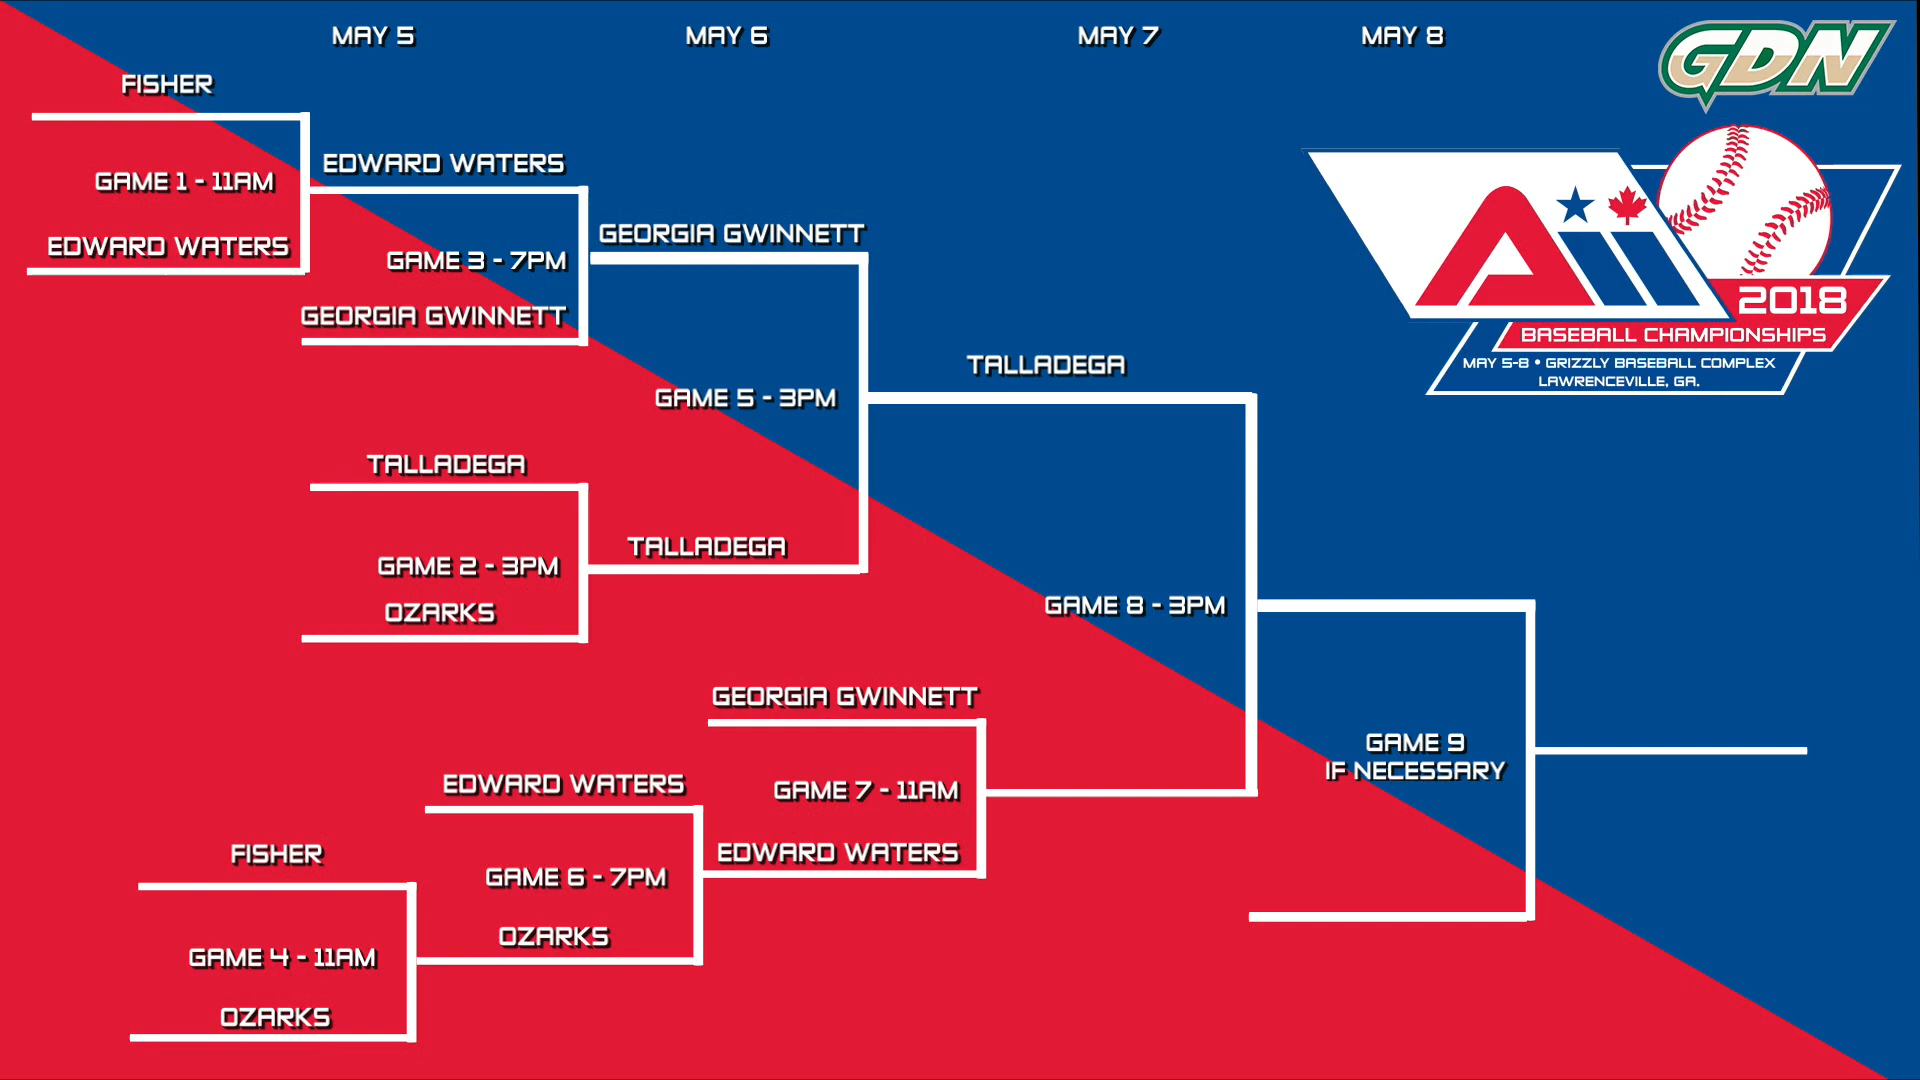 MAY 5
MAY 6
MAY 7
MAY 8
GDN
FISHER
GAME 1 - 11AM
EDWARD WATERS
EDWARD WATERS
GAME 3 - 7PM
GEORGIA GWINNETT
GEORGIA GWINNETT
GAME 5 - 3PM
TALLADEGA
TALLADEGA
GAME 2 - 3PM
OZARKS
TALLADEGA
GAME 8 - 3PM
GEORGIA GWINNETT
GAME 7 - 11AM
EDWARD WATERS
EDWARD WATERS
GAME 6 - 7PM
OZARKS
FISHER
GAME 4 - 11AM
OZARKS
GAME 9
IF NECESSARY
AII
2018
BASEBALL CHAMPIONSHIPS
MAY 5-8 • GRIZZLY BASEBALL COMPLEX
LAWRENCEVILLE, GA.